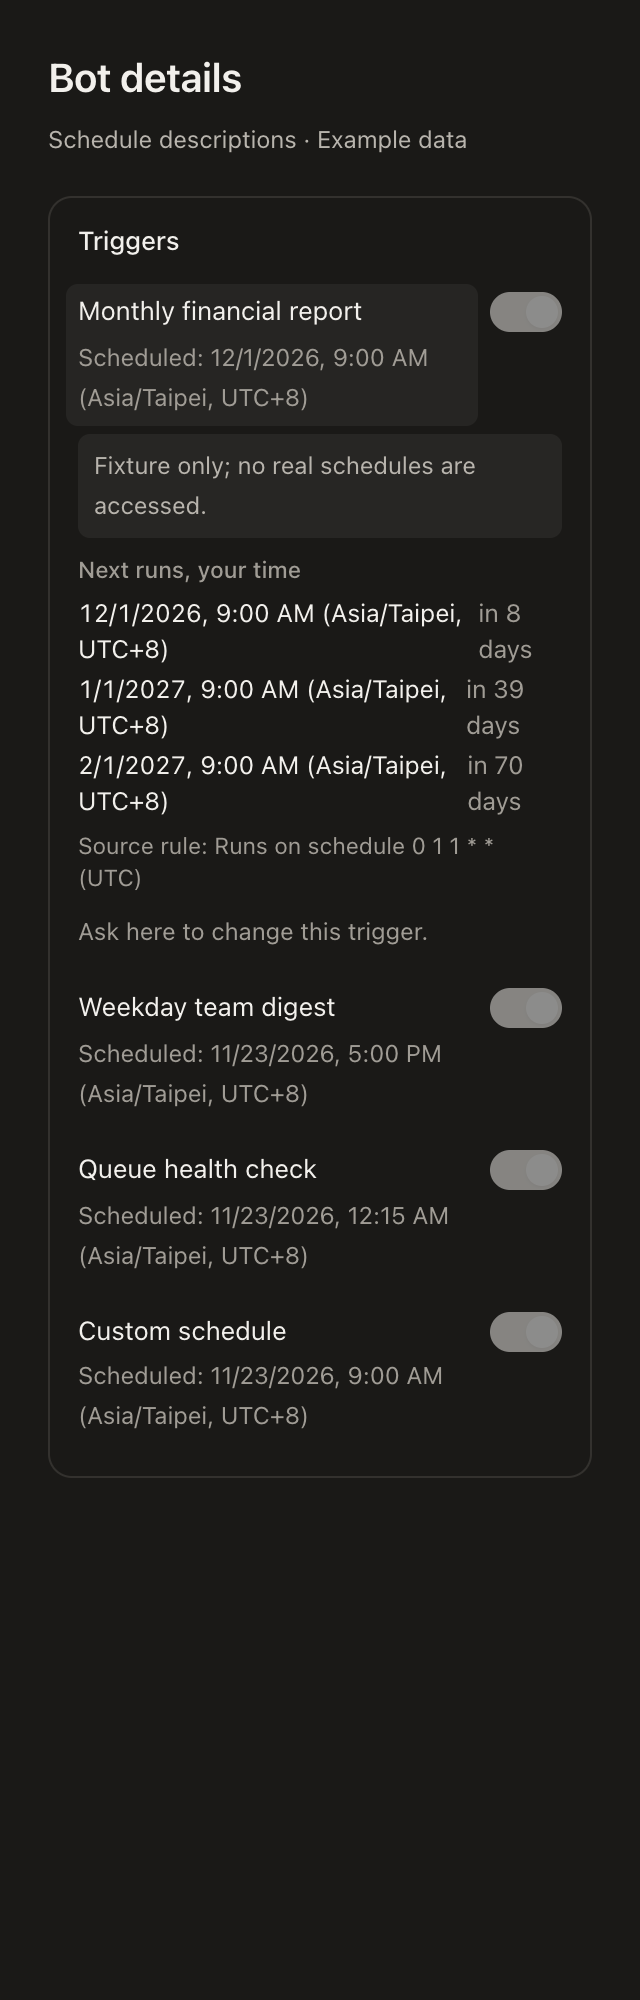 Bot details
Schedule descriptions · Example data
Triggers
Monthly financial report
Scheduled: 12/1/2026, 9:00 AM
(Asia/Taipei, UTC+8)
Fixture only; no real schedules are
accessed.
Next runs, your time
12/1/2026, 9:00 AM (Asia/Taipei, in 8
UTC+8) days
1/1/2027, 9:00 AM (Asia/Taipei, in 39
UTC+8) days
2/1/2027, 9:00 AM (Asia/Taipei, in 70
UTC+8) days
Source rule: Runs on schedule 0 1 1 * *
(UTC)
Ask here to change this trigger.
Weekday team digest
Scheduled: 11/23/2026, 5:00 PM
(Asia/Taipei, UTC+8)
Queue health check
Scheduled: 11/23/2026, 12:15 AM
(Asia/Taipei, UTC+8)
Custom schedule
Scheduled: 11/23/2026, 9:00 AM
(Asia/Taipei, UTC+8)